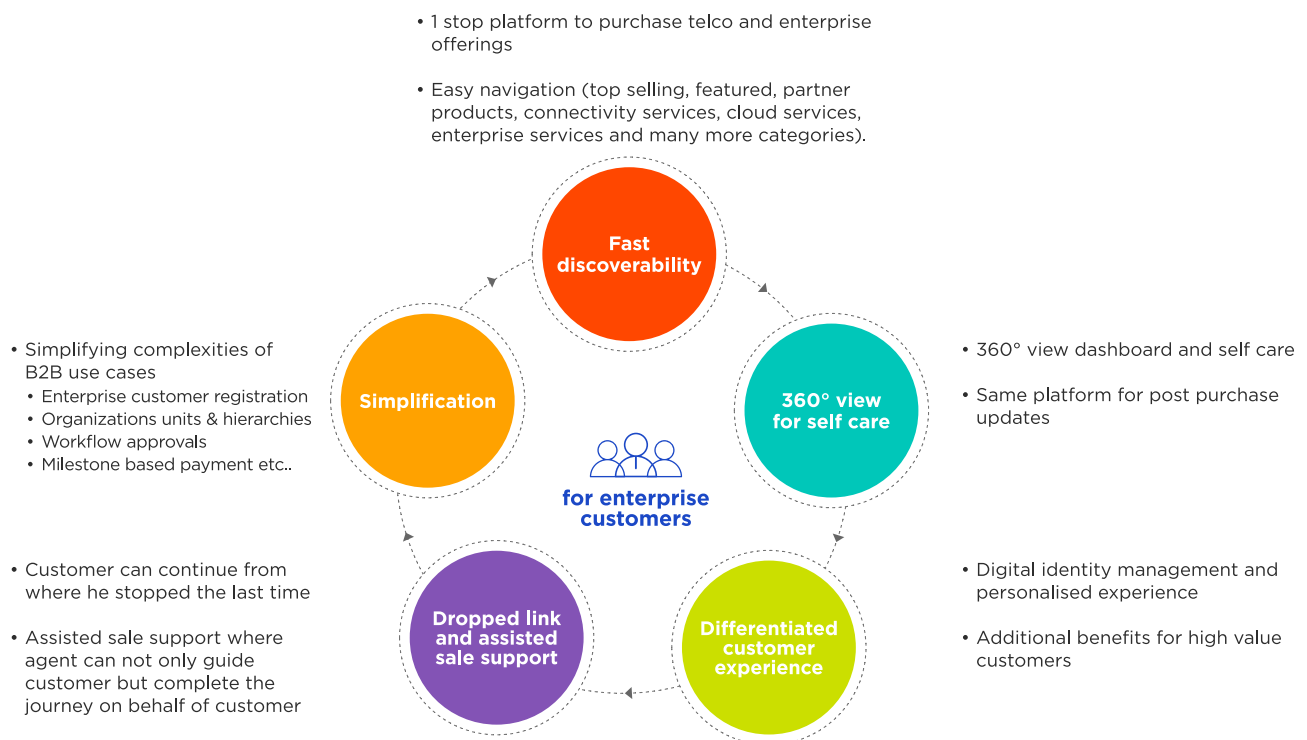 • 1 stop platform to purchase telco and enterprise
offerings
• Easy navigation (top selling, featured, partner
products, connectivity services, cloud services,
enterprise services and many more categories).
Fast
discoverability
• Simplifying complexities of
B2B use cases
• Enterprise customer registration
• Organizations units & hierarchies
• Workflow approvals
• Milestone based payment etc..
Simplification
360° view
for self care
• 360° view dashboard and self care
• Same platform for post purchase
updates
for enterprise
customers
• Customer can continue from
where he stopped the last time
• Assisted sale support where
agent can not only guide
customer but complete the
journey on behalf of customer
Dropped link
and assisted
sale support
Differentiated
customer
experience
• Digital identity management and
personalised experience
• Additional benefits for high value
customers